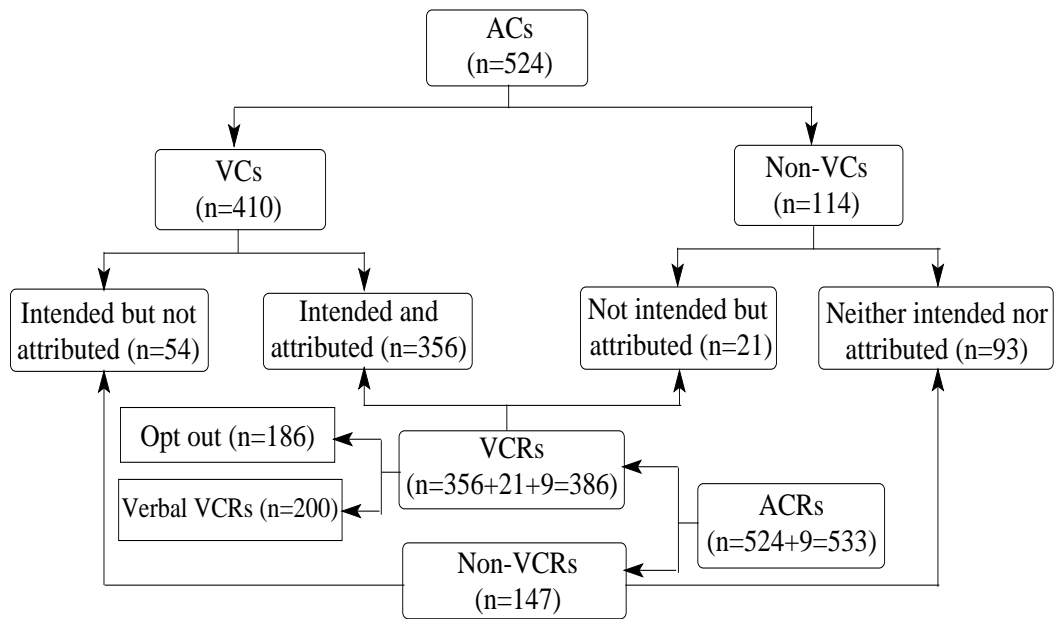 ACs
(n=524)
VCs
(n=410)
Non-VCs
(n=114)
Intended but not
attributed (n=54)
Intended and
attributed (n=356)
Not intended but
attributed (n=21)
Neither intended nor
attributed (n=93)
Opt out (n=186)
Verbal VCRs (n=200)
VCRs
(n=356+21+9=386)
ACRs
(n=524+9=533)
Non-VCRs
(n=147)